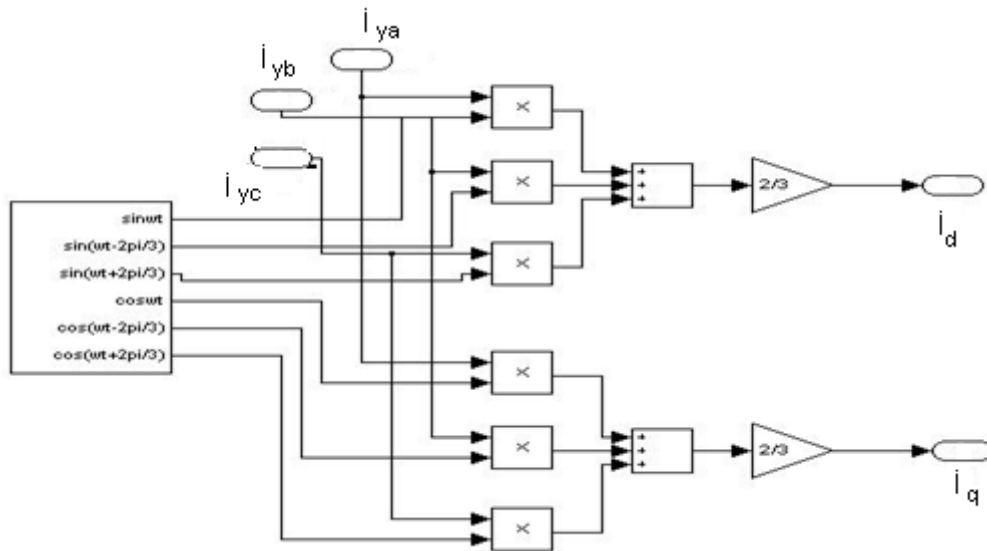 i ya
i yb
i yc
sinwt
sin(wt-2pi/3)
sin(wt+2pi/3)
coswt
cos(wt-2pi/3)
cos(wt+2pi/3)
×
×
×
×
×
×
+
+
+
2/3
i d
+
+
+
2/3
i q